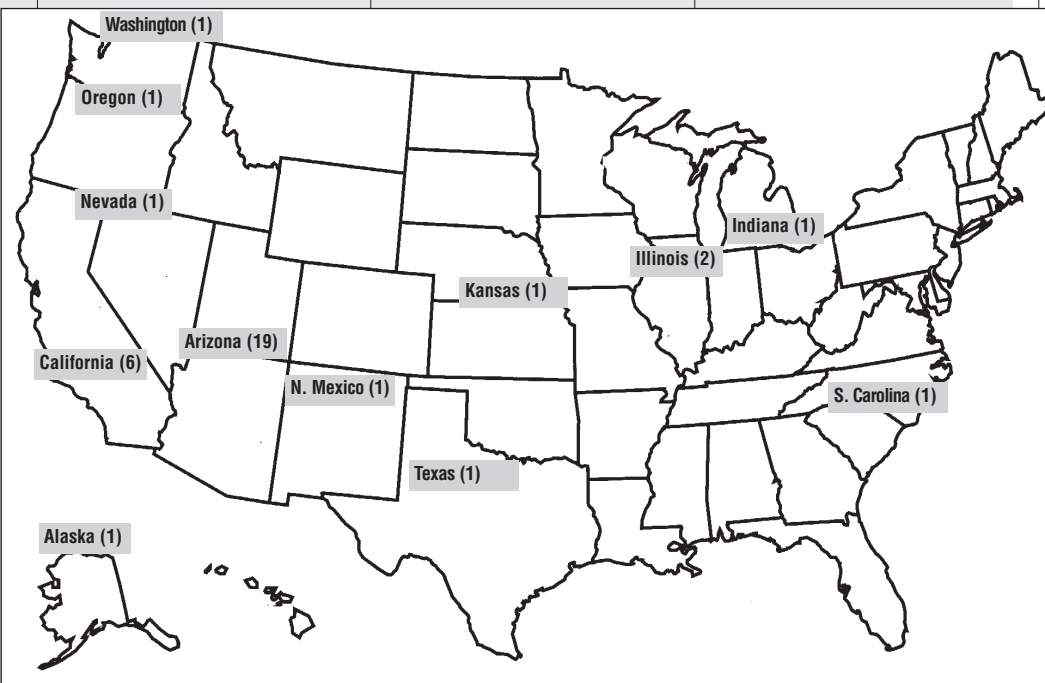 Washington (1)
Oregon (1)
Nevada (1)
Indiana (1)
Illinois (2)
Kansas (1)
Arizona (19)
California (6)
N. Mexico (1)
S. Carolina (1)
Texas (1)
Alaska (1)